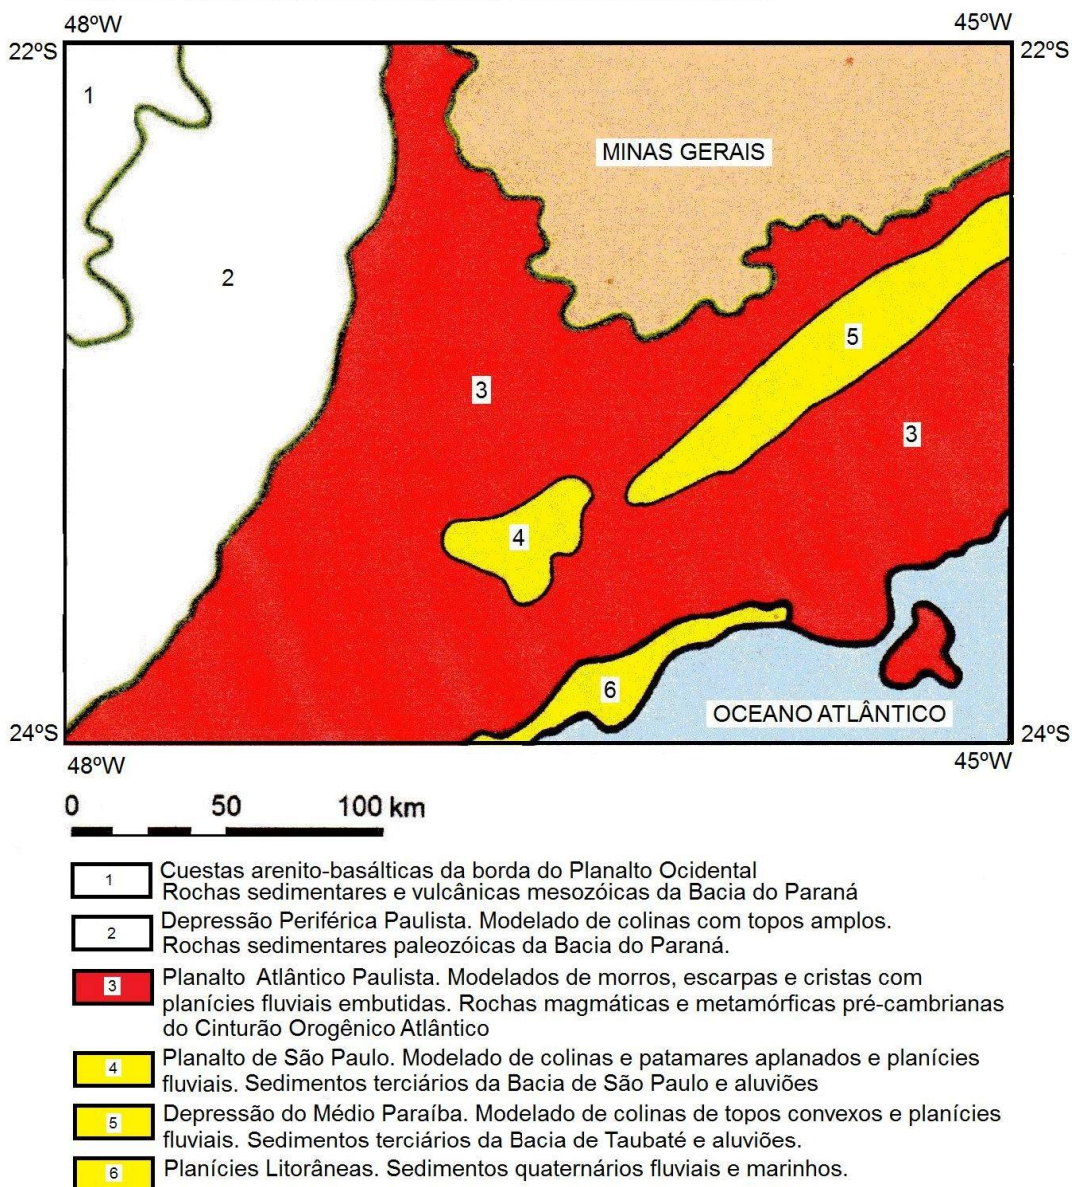 48ºW 45ºW
22ºS 22ºS
1
MINAS GERAIS
2
5
3
3
4
6
OCEANO ATLÂNTICO
24ºS 24ºS
48ºW 45ºW
0 50 100 km
1 Cuestas arenito-basálticas da borda do Planalto Ocidental
Rochas sedimentares e vulcânicas mesozóicas da Bacia do Paraná
2 Depressão Periférica Paulista. Modelado de colinas com topos amplos.
Rochas sedimentares paleozóicas da Bacia do Paraná.
3 Planalto Atlântico Paulista. Modelados de morros, escarpas e cristas com
planícies fluviais embutidas. Rochas magmáticas e metamórficas pré-cambrianas
do Cinturão Orogênico Atlântico
4 Planalto de São Paulo. Modelado de colinas e patamares aplanados e planícies
fluviais. Sedimentos terciários da Bacia de São Paulo e aluviões
5 Depressão do Médio Paraíba. Modelado de colinas de topos convexos e planícies
fluviais. Sedimentos terciários da Bacia de Taubaté e aluviões.
6 Planícies Litorâneas. Sedimentos quaternários fluviais e marinhos.